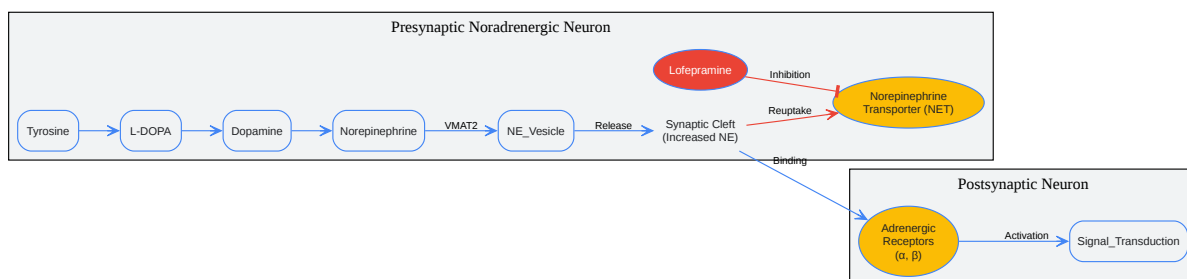 Presynaptic Noradrenergic Neuron
Lofepramine
Inhibition
Norepinephrine
Transporter (NET)
Reuptake
Tyrosine
L-DOPA
Dopamine
Norepinephrine
VMAT2
NE_Vesicle
Release
Synaptic Cleft
(Increased NE)
Binding
Postsynaptic Neuron
Adrenergic
Receptors
(α, β)
Activation
Signal_Transduction